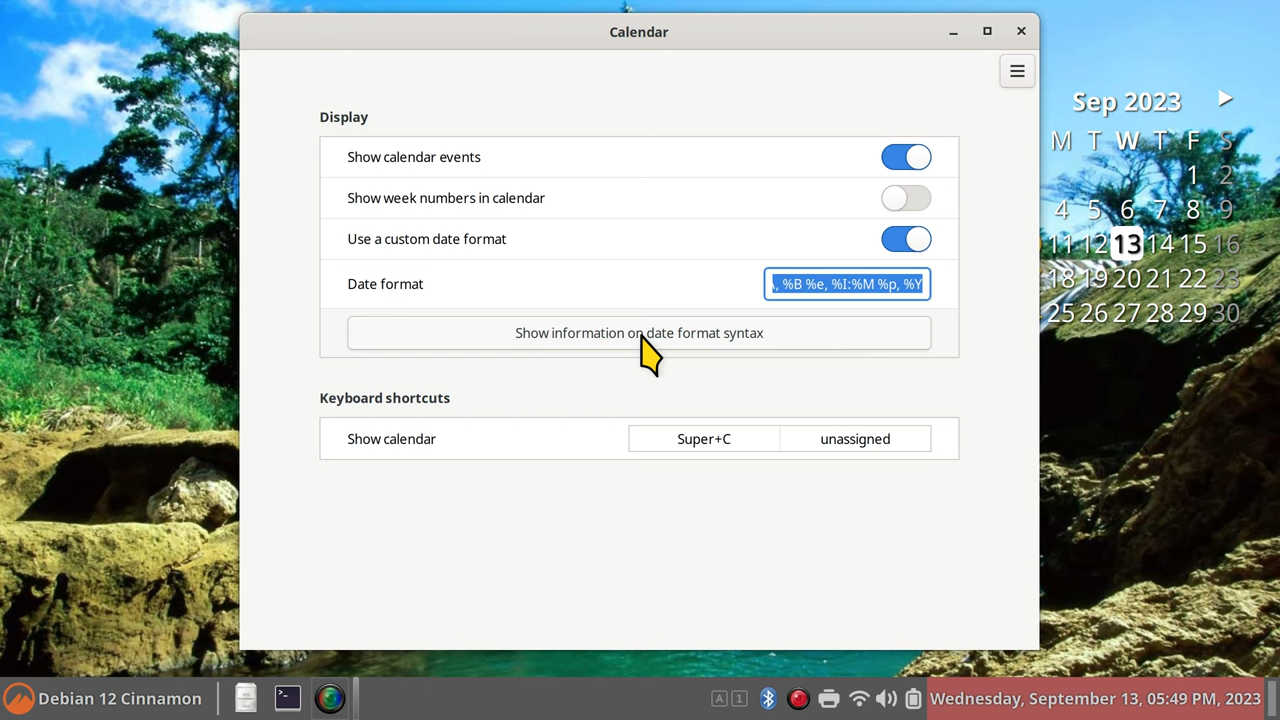 Calendar
Display
Show calendar events
Show week numbers in calendar
Use a custom date format
Date format
, %B %e, %I:%M %p, %Y
Show information on date format syntax
Keyboard shortcuts
Show calendar
Super+C
unassigned
Sep 2023
M T W T F S
1 2
4 5 6 7 8 9
11 12 13 14 15 16
18 19 20 21 22 23
25 26 27 28 29 30
Debian 12 Cinnamon
A 1
Wednesday, September 13, 05:49 PM, 2023